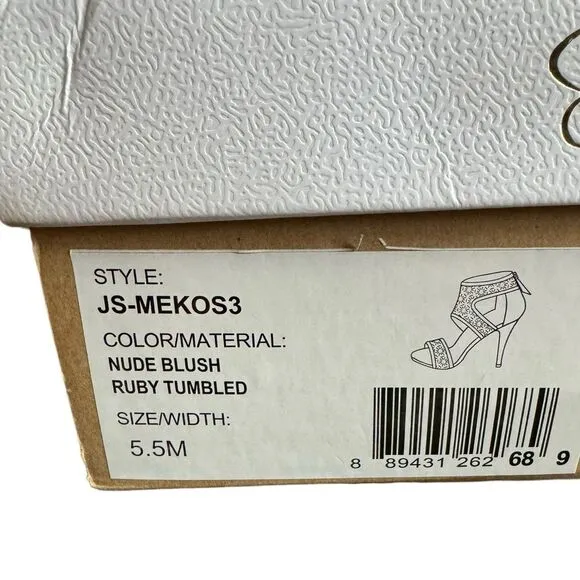 STYLE:
JS-MEKOS3
COLOR/MATERIAL:
NUDE BLUSH
RUBY TUMBLED
SIZE/WIDTH:
5.5M
8 89431 262 68 9